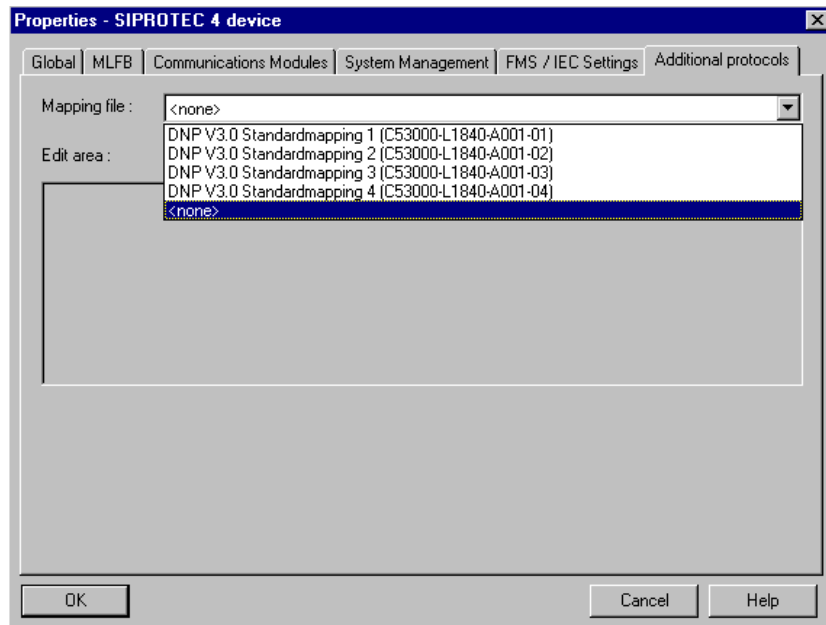 Properties - SIPROTEC 4 device
Global MLFB Communications Modules System Management FMS / IEC Settings Additional protocols
Mapping file : <none>
DNP V3.0 Standardmapping 1 (C53000-L1840-A001-01)
Edit area : DNP V3.0 Standardmapping 2 (C53000-L1840-A001-02)
DNP V3.0 Standardmapping 3 (C53000-L1840-A001-03)
DNP V3.0 Standardmapping 4 (C53000-L1840-A001-04)
<none>
OK Cancel Help